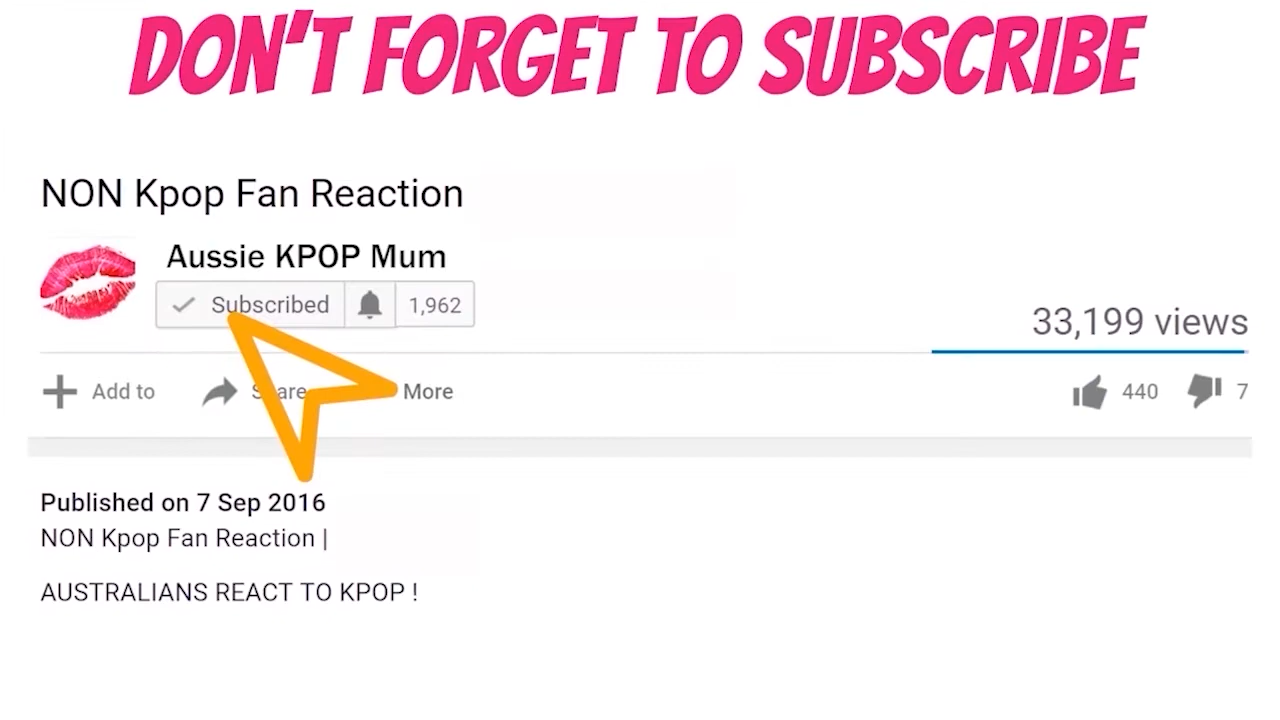 DON'T FORGET TO SUBSCRIBE
NON Kpop Fan Reaction
Aussie KPOP Mum
Subscribed 1,962
33,199 views
Add to Share More 440 7
Published on 7 Sep 2016
NON Kpop Fan Reaction |
AUSTRALIANS REACT TO KPOP !